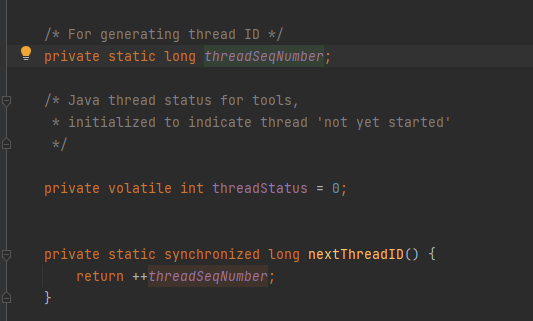 /* For generating thread ID */
private static long threadSeqNumber;
/* Java thread status for tools,
* initialized to indicate thread 'not yet started'
*/
private volatile int threadStatus = 0;
private static synchronized long nextThreadID() {
return ++threadSeqNumber;
}